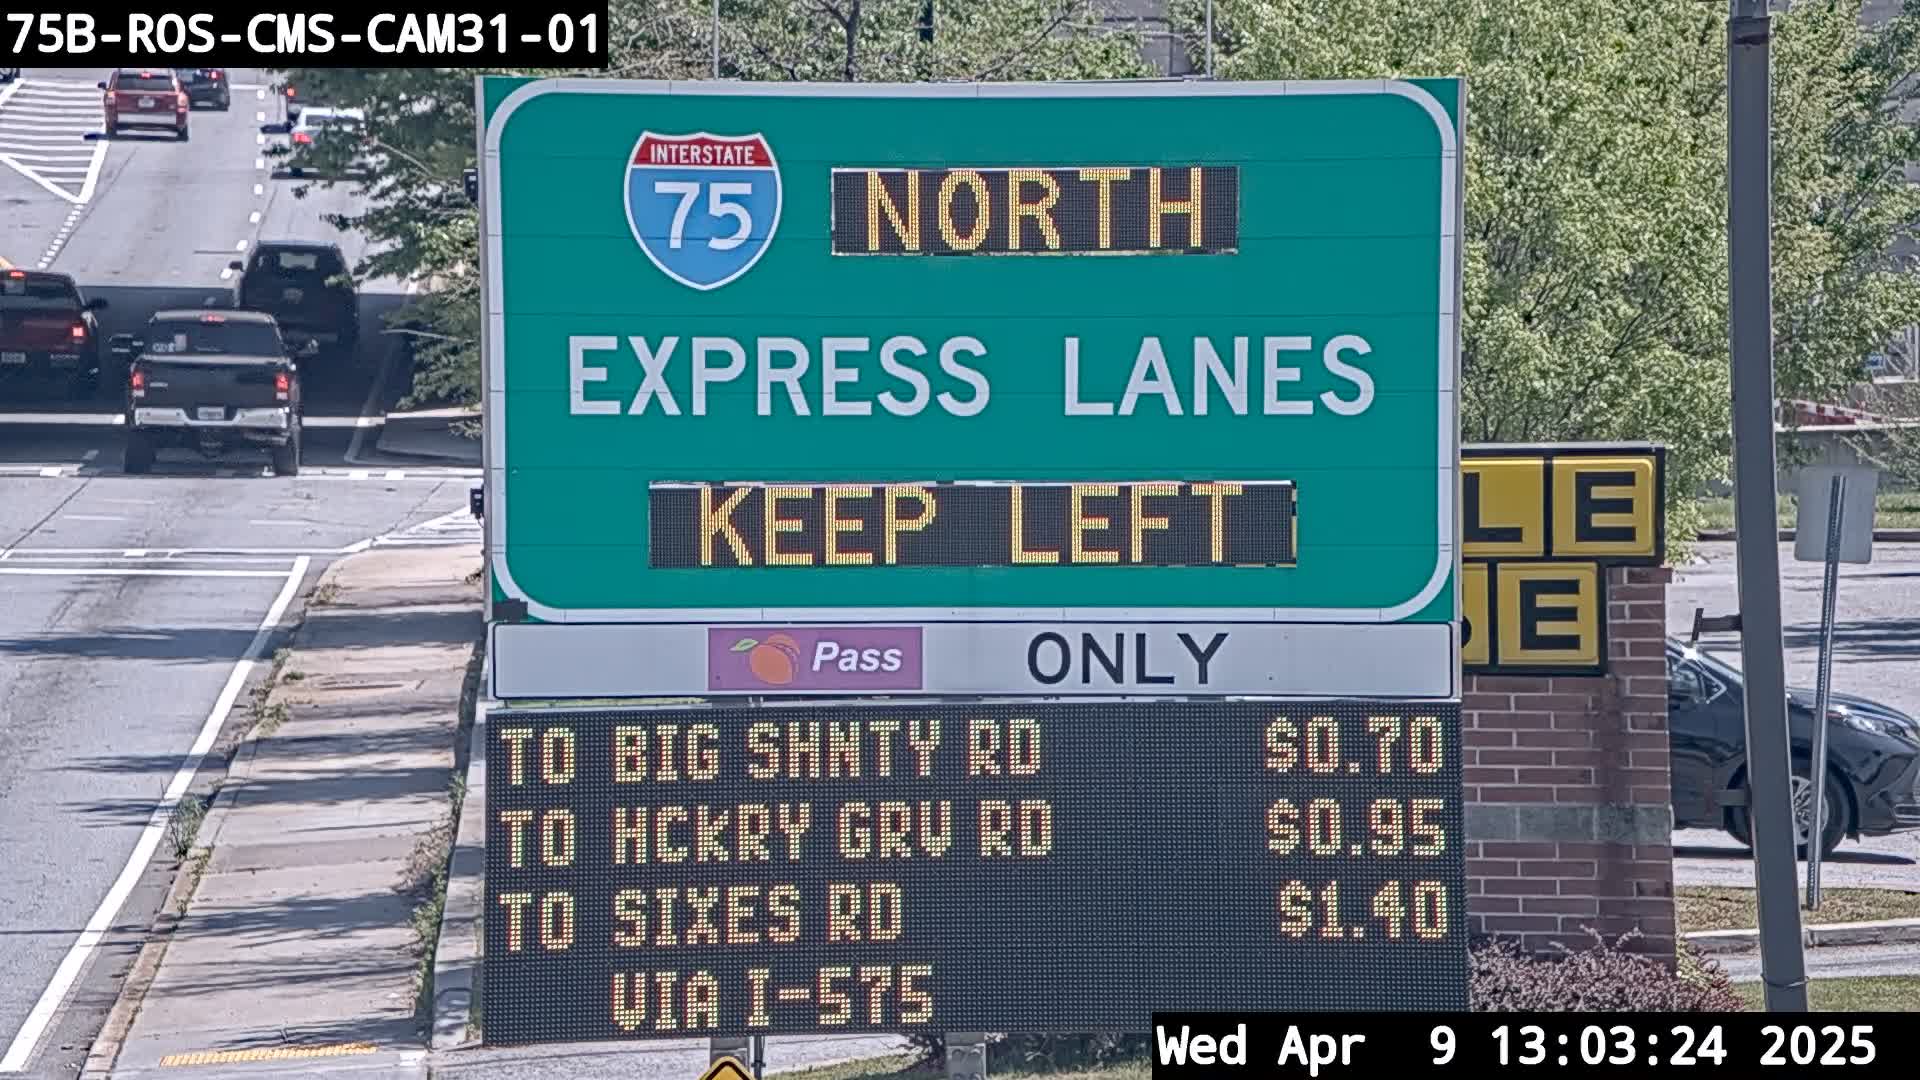 75B-ROS-CMS-CAM31-01
INTERSTATE
75
NORTH
EXPRESS LANES
KEEP LEFT
Pass ONLY
TO BIG SHNTY RD $0.70
TO HCKRY GRV RD $0.95
TO SIXES RD $1.40
VIA I-575
LE
E
Wed Apr 9 13:03:24 2025